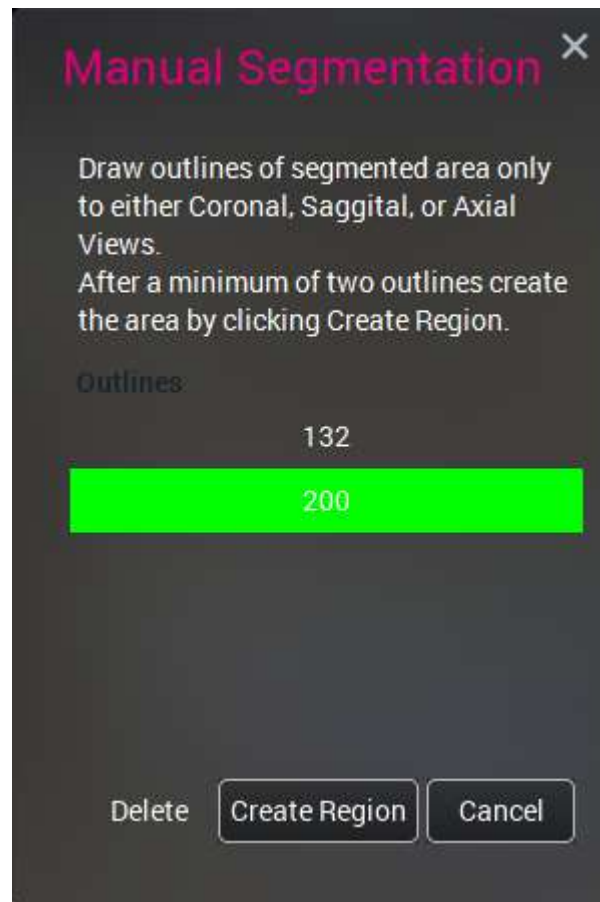 Manual Segmentation ×
Draw outlines of segmented area only
to either Coronal, Saggital, or Axial
Views.
After a minimum of two outlines create
the area by clicking Create Region.
Outlines
132
200
Delete Create Region Cancel